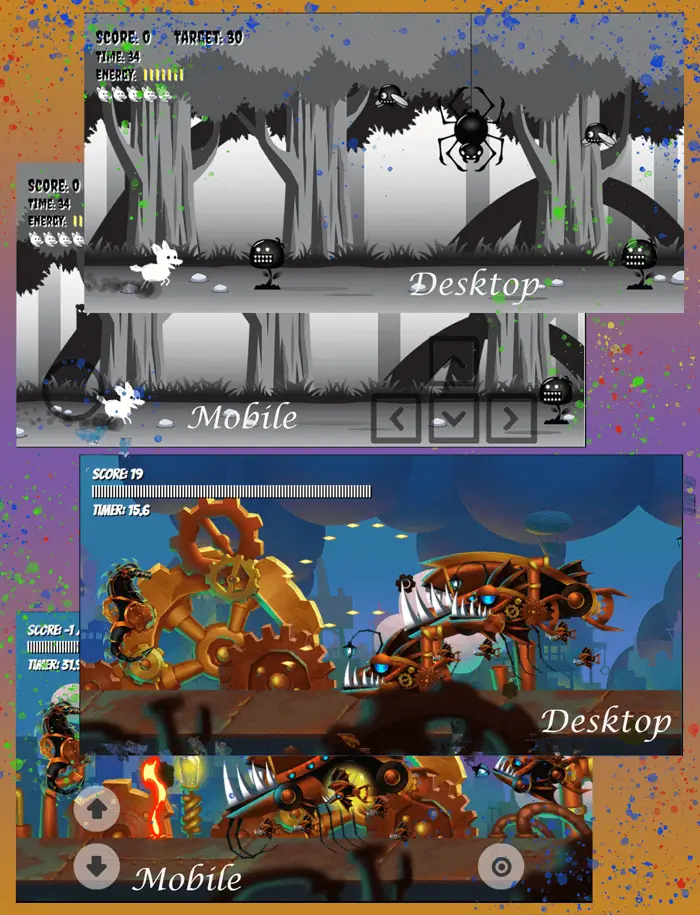 SCORE: 0 TARGET: 30
TIME: 34
ENERGY:
Desktop
SCORE: 0
TIME: 34
ENERGY:
Mobile
SCORE: 19
TIMER: 15.6
Desktop
SCORE: -1
TIMER: 31.
Mobile